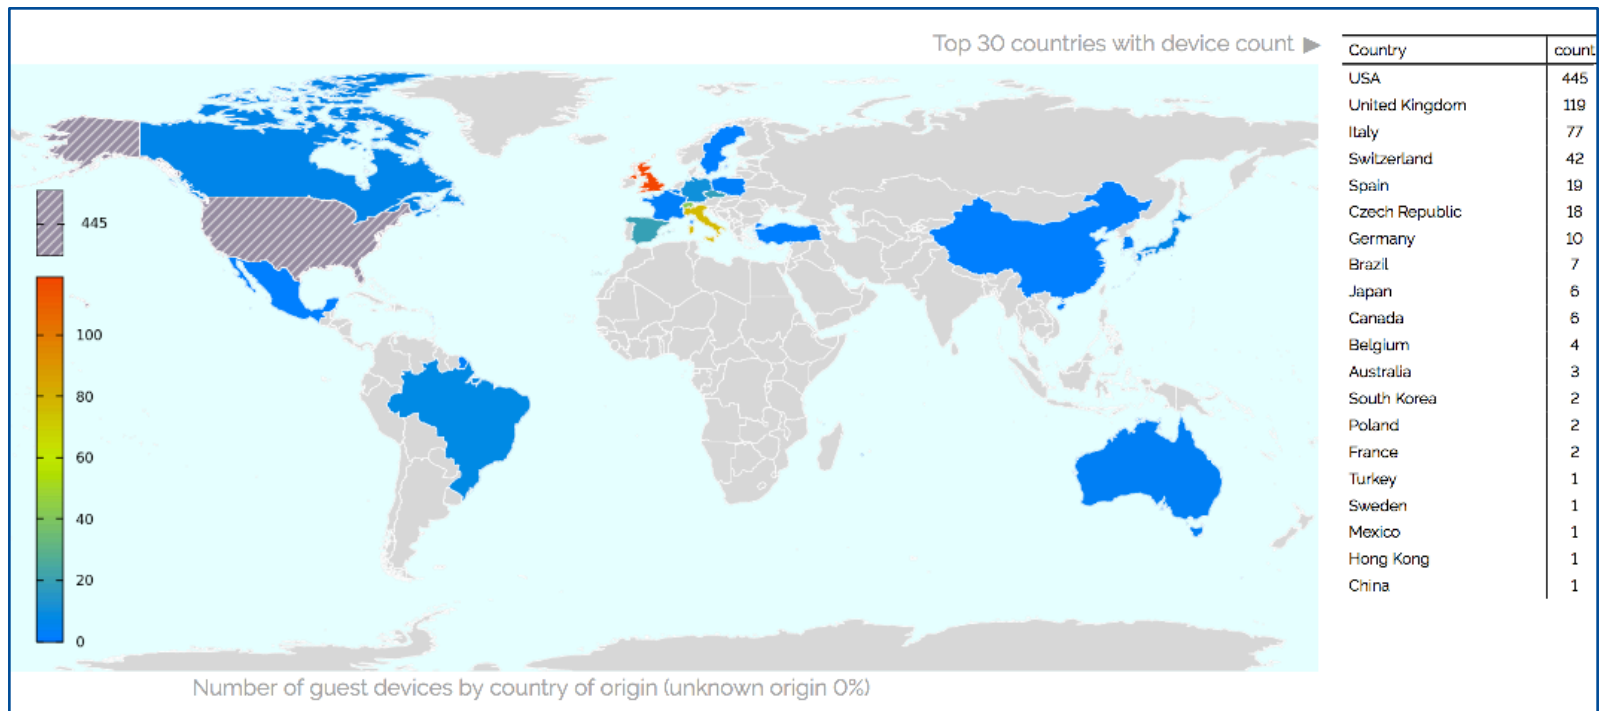 Top 30 countries with device count ▶
Country count
USA 445
United Kingdom 119
Italy 77
Switzerland 42
Spain 19
Czech Republic 18
Germany 10
Brazil 7
Japan 6
Canada 6
Belgium 4
Australia 3
South Korea 2
Poland 2
France 2
Turkey 1
Sweden 1
Mexico 1
Hong Kong 1
China 1
445
100
80
60
40
20
0
Number of guest devices by country of origin (unknown origin 0%)